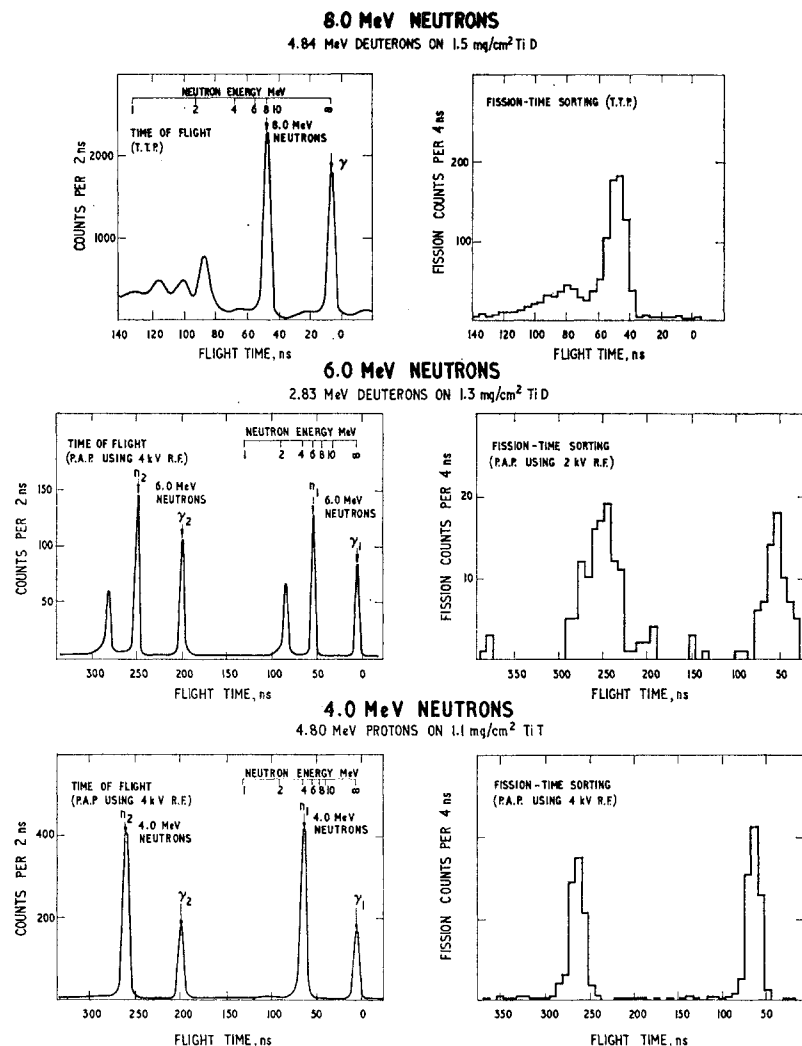 8.0 MeV NEUTRONS
4.84 MeV DEUTERONS ON 1.5 mg/cm² Ti D
NEUTRON ENERGY MeV
1 2 4 6 8 10 ∞
TIME OF FLIGHT
(T.T.P.)
8.0 MeV
NEUTRONS
γ
COUNTS PER 2 ns
2000
1000
140 120 100 80 60 40 20 0
FLIGHT TIME, ns
FISSION-TIME SORTING (T.T.P.)
FISSION COUNTS PER 4 ns
200
100
140 120 100 80 60 40 20 0
FLIGHT TIME, ns
6.0 MeV NEUTRONS
2.83 MeV DEUTERONS ON 1.3 mg/cm² Ti D
TIME OF FLIGHT
(P.A.P. USING 4 kV R.F.)
NEUTRON ENERGY MeV
1 2 4 6 8 10 ∞
n₂
6.0 MeV
NEUTRONS
γ₂
n₁
6.0 MeV
NEUTRONS
γ₁
COUNTS PER 2 ns
150
100
50
300 250 200 150 100 50 0
FLIGHT TIME, ns
FISSION-TIME SORTING
(P.A.P. USING 2 kV R.F.)
FISSION COUNTS PER 4 ns
20
10
350 300 250 200 150 100 50
FLIGHT TIME, ns
4.0 MeV NEUTRONS
4.80 MeV PROTONS ON 1.1 mg/cm² Ti T
TIME OF FLIGHT
(P.A.P. USING 4 kV R.F.)
NEUTRON ENERGY MeV
1 2 4 6 8 10 ∞
n₂
4.0 MeV
NEUTRONS
γ₂
n₁
4.0 MeV
NEUTRONS
γ₁
COUNTS PER 2 ns
400
200
300 250 200 150 100 50 0
FLIGHT TIME, ns
FISSION-TIME SORTING
(P.A.P. USING 4 kV R.F.)
FISSION COUNTS PER 4 ns
350 300 250 200 150 100 50
FLIGHT TIME, ns